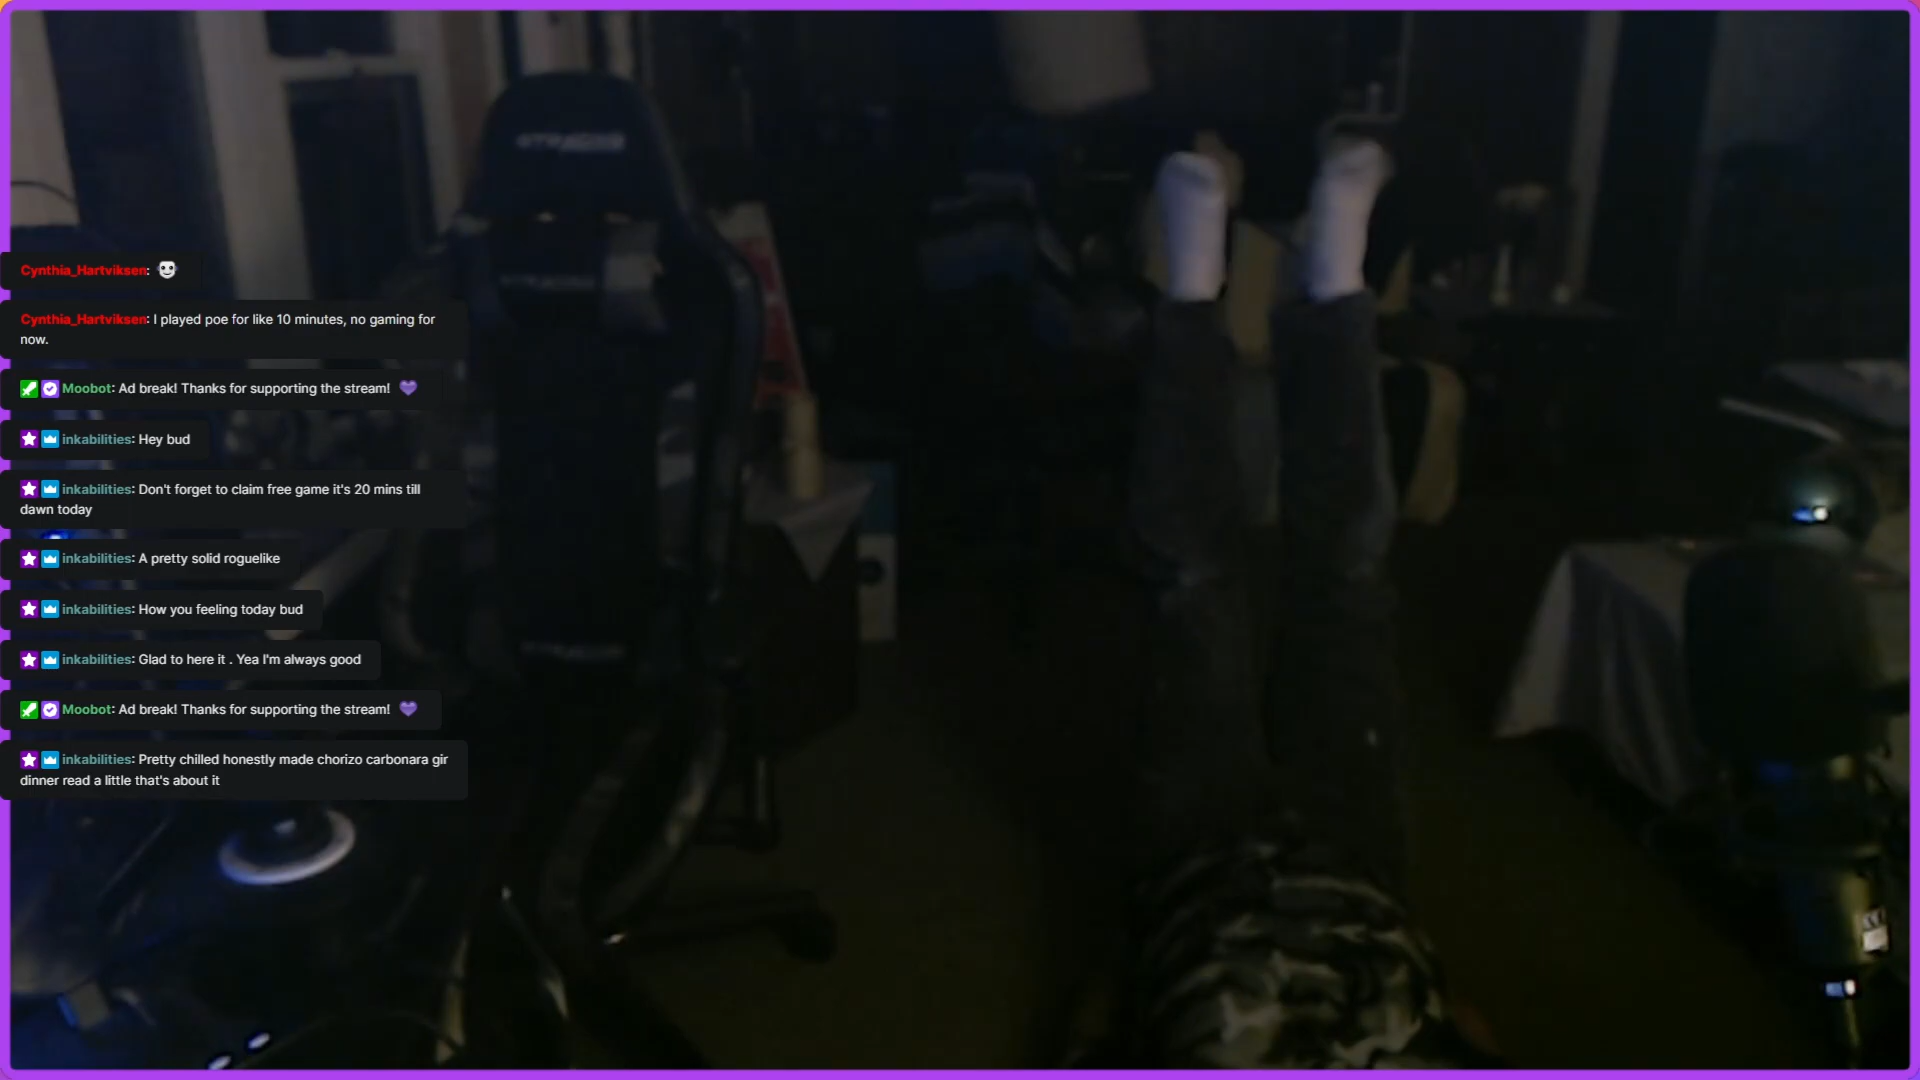 Cynthia_Hartviksen:
Cynthia_Hartviksen: I played poe for like 10 minutes, no gaming for
now.
Moobot: Ad break! Thanks for supporting the stream!
inkabilities: Hey bud
inkabilities: Don't forget to claim free game it's 20 mins till
dawn today
inkabilities: A pretty solid roguelike
inkabilities: How you feeling today bud
inkabilities: Glad to here it . Yea I'm always good
Moobot: Ad break! Thanks for supporting the stream!
inkabilities: Pretty chilled honestly made chorizo carbonara gir
dinner read a little that's about it